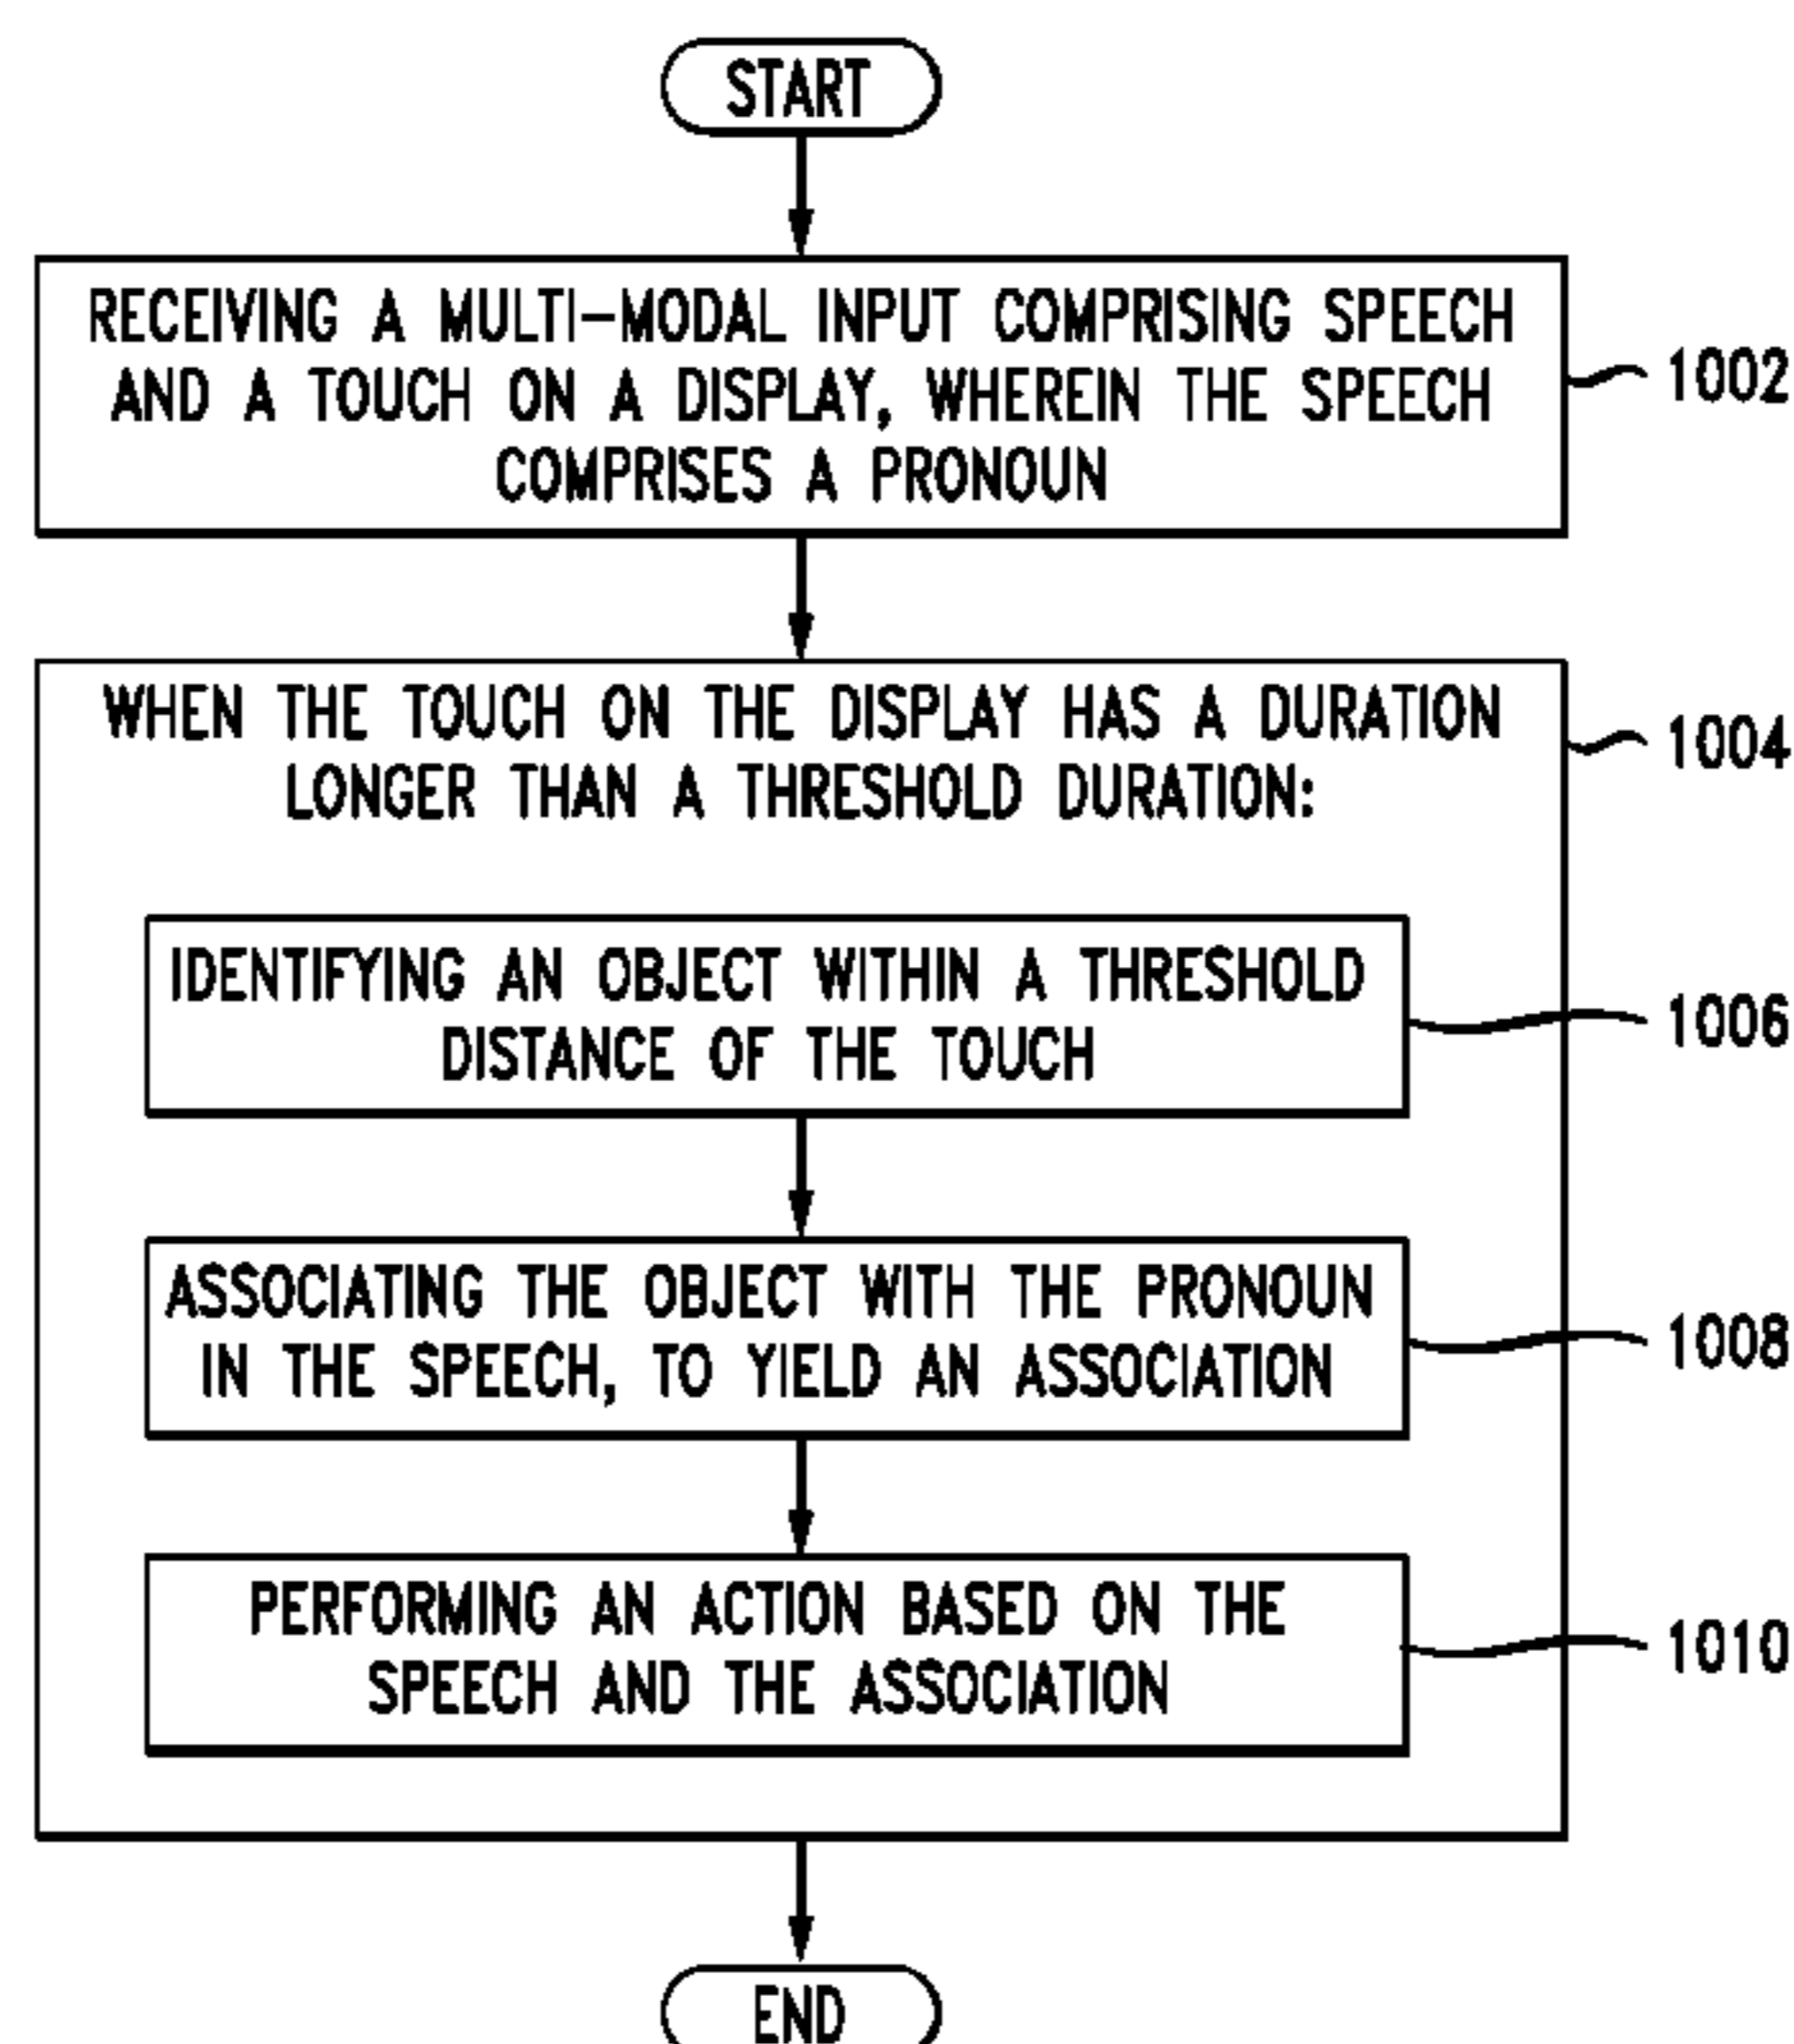 START
RECEIVING A MULTI-MODAL INPUT COMPRISING SPEECH
AND A TOUCH ON A DISPLAY, WHEREIN THE SPEECH
COMPRISES A PRONOUN
1002
WHEN THE TOUCH ON THE DISPLAY HAS A DURATION
LONGER THAN A THRESHOLD DURATION:
1004
IDENTIFYING AN OBJECT WITHIN A THRESHOLD
DISTANCE OF THE TOUCH
1006
ASSOCIATING THE OBJECT WITH THE PRONOUN
IN THE SPEECH, TO YIELD AN ASSOCIATION
1008
PERFORMING AN ACTION BASED ON THE
SPEECH AND THE ASSOCIATION
1010
END